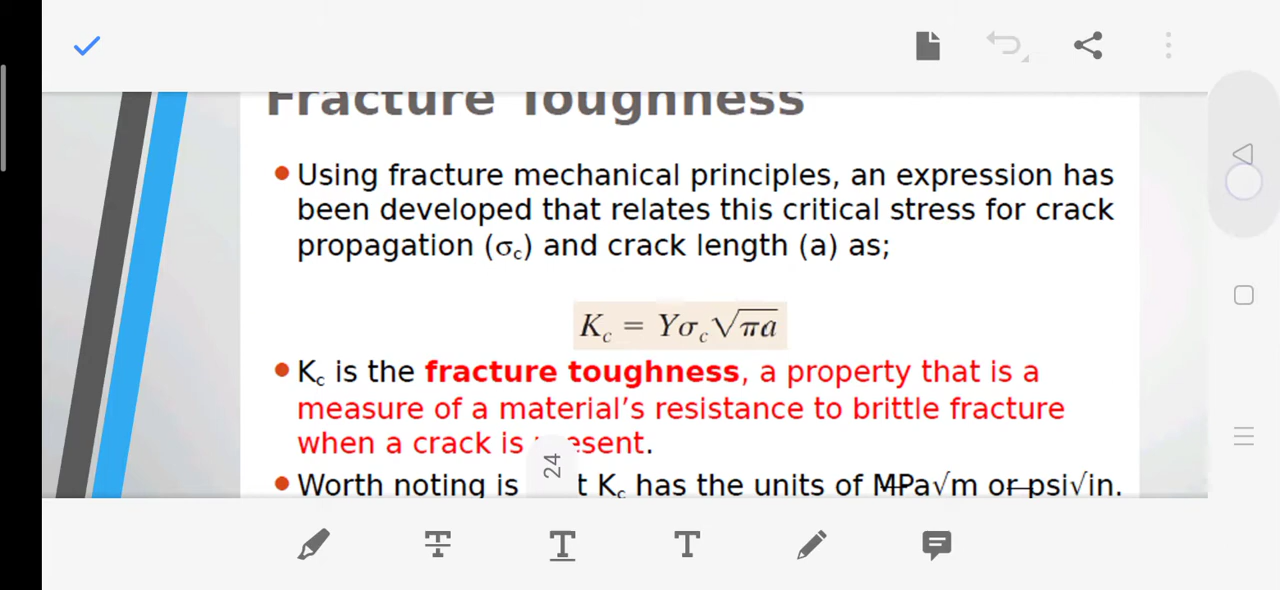 Fracture Toughness
Using fracture mechanical principles, an expression has
been developed that relates this critical stress for crack
propagation (σc) and crack length (a) as;
Kc = Yσc√πa
Kc is the fracture toughness, a property that is a
measure of a material's resistance to brittle fracture
when a crack is present.
Worth noting is t Kc has the units of MPa√m or psi√in.
24
T T T